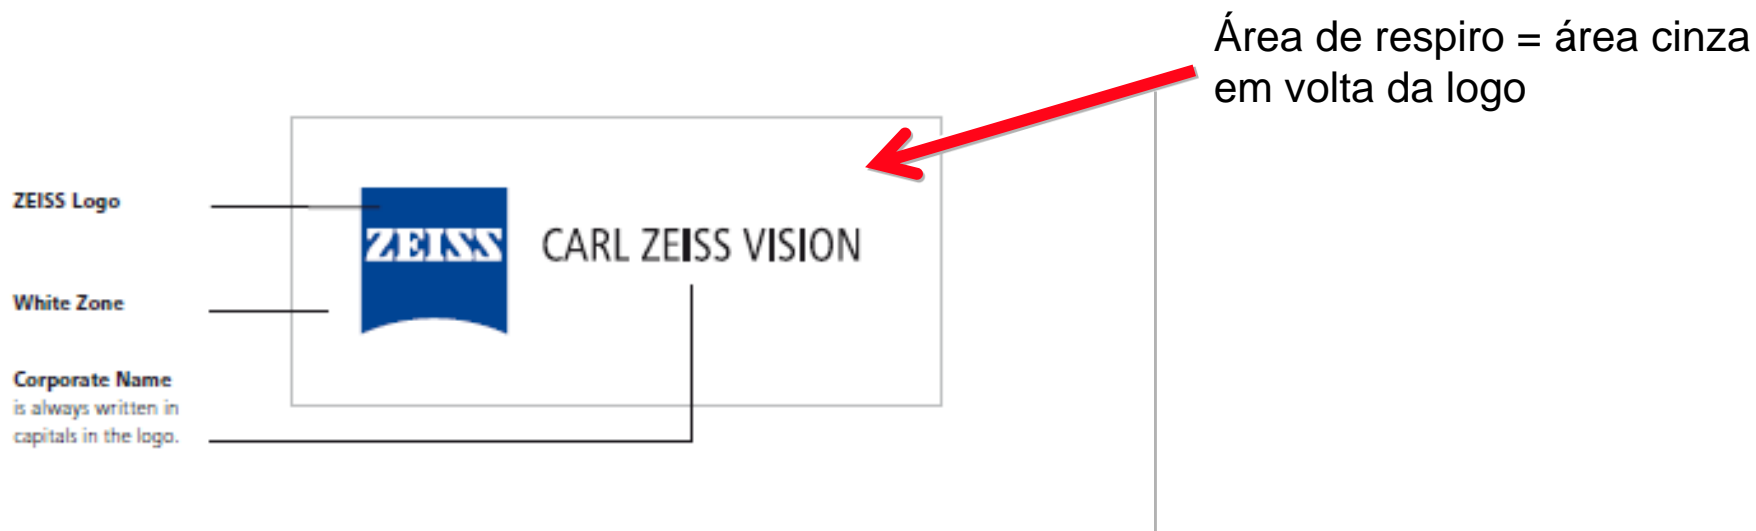 Área de respiro = área cinza
em volta da logo
ZEISS Logo
ZEISS
CARL ZEISS VISION
White Zone
Corporate Name
is always written in
capitals in the logo.